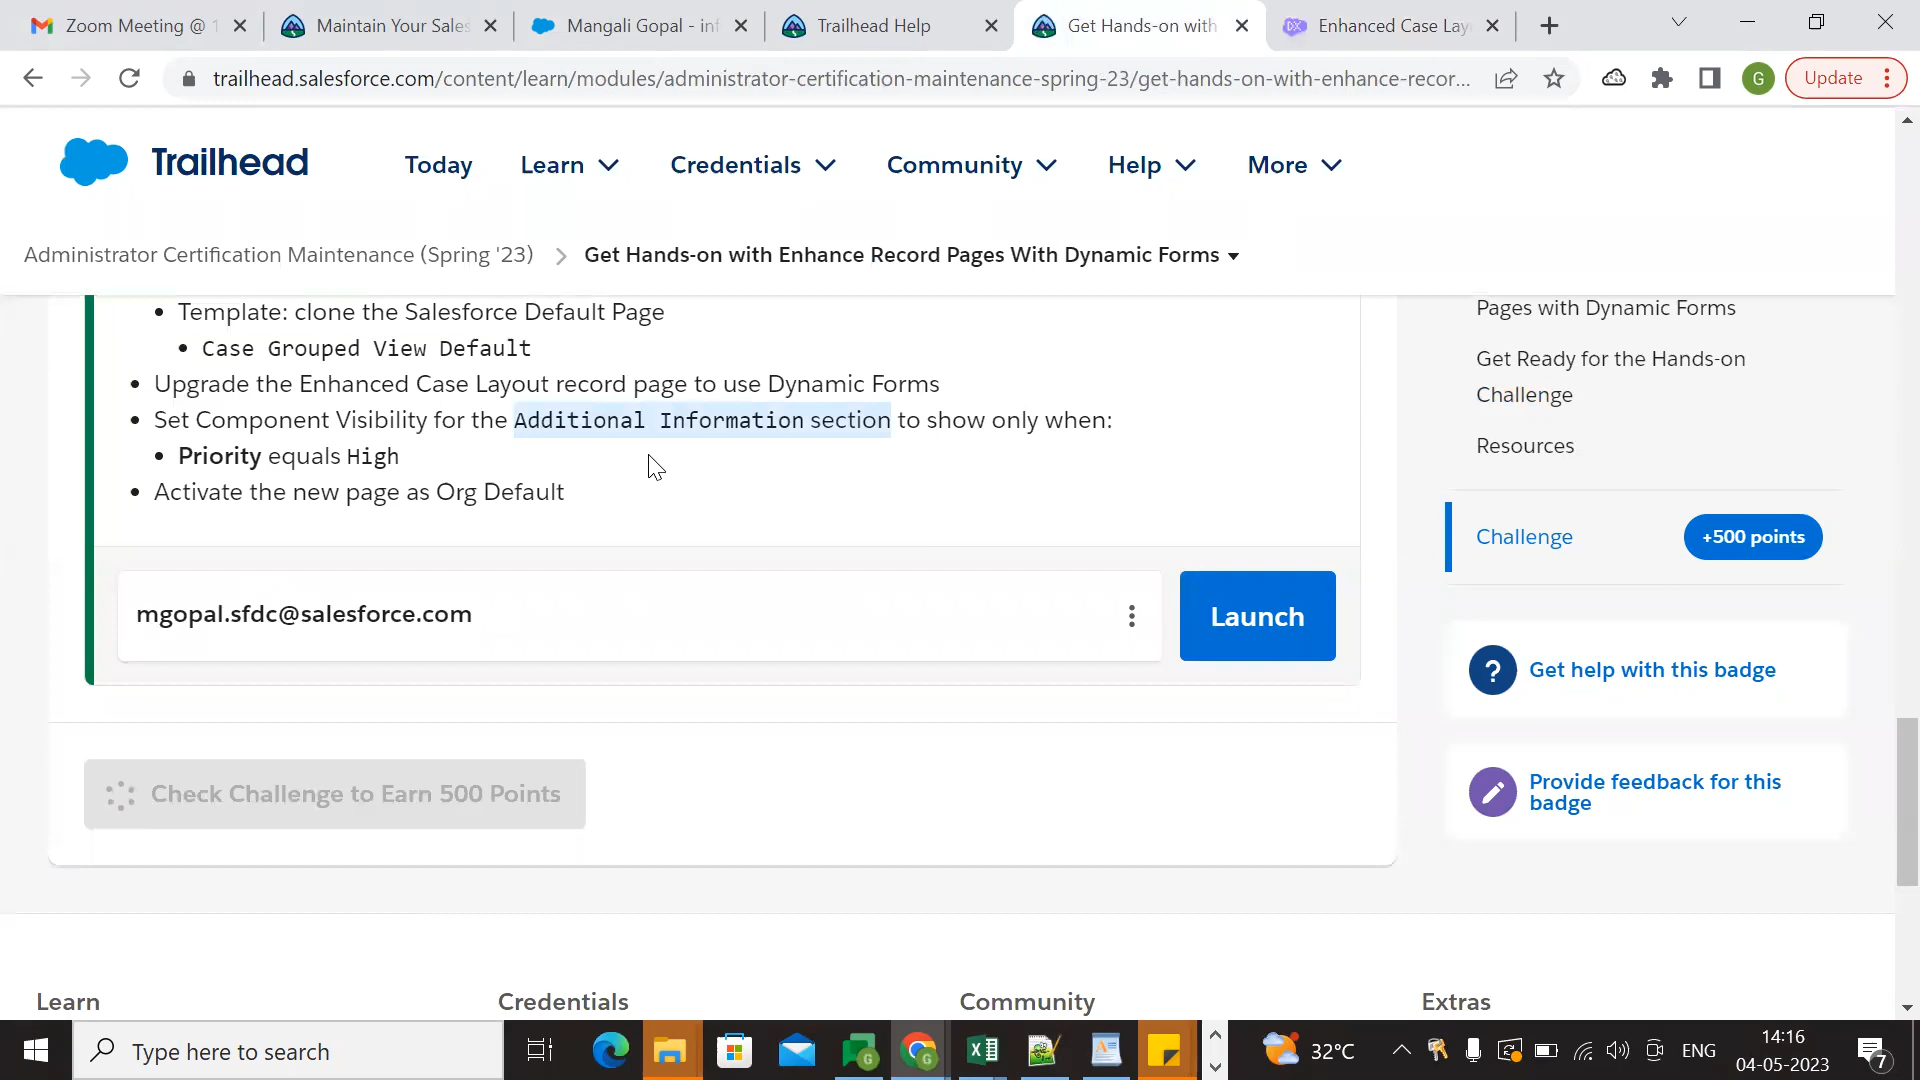 Zoom Meeting @ 1
Maintain Your Sales
Mangali Gopal - inf
Trailhead Help
Get Hands-on with
Enhanced Case Lay
trailhead.salesforce.com/content/learn/modules/administrator-certification-maintenance-spring-23/get-hands-on-with-enhance-recor...
G
Update
Trailhead
Today
Learn
Credentials
Community
Help
More
Administrator Certification Maintenance (Spring '23)
Get Hands-on with Enhance Record Pages With Dynamic Forms
Template: clone the Salesforce Default Page
Case Grouped View Default
Upgrade the Enhanced Case Layout record page to use Dynamic Forms
Set Component Visibility for the Additional Information section to show only when:
Priority equals High
Activate the new page as Org Default
mgopal.sfdc@salesforce.com
Launch
Check Challenge to Earn 500 Points
Pages with Dynamic Forms
Get Ready for the Hands-on
Challenge
Resources
Challenge
+500 points
?
Get help with this badge
Provide feedback for this
badge
Learn
Credentials
Community
Extras
Type here to search
32°C
ENG
14:16
04-05-2023
7